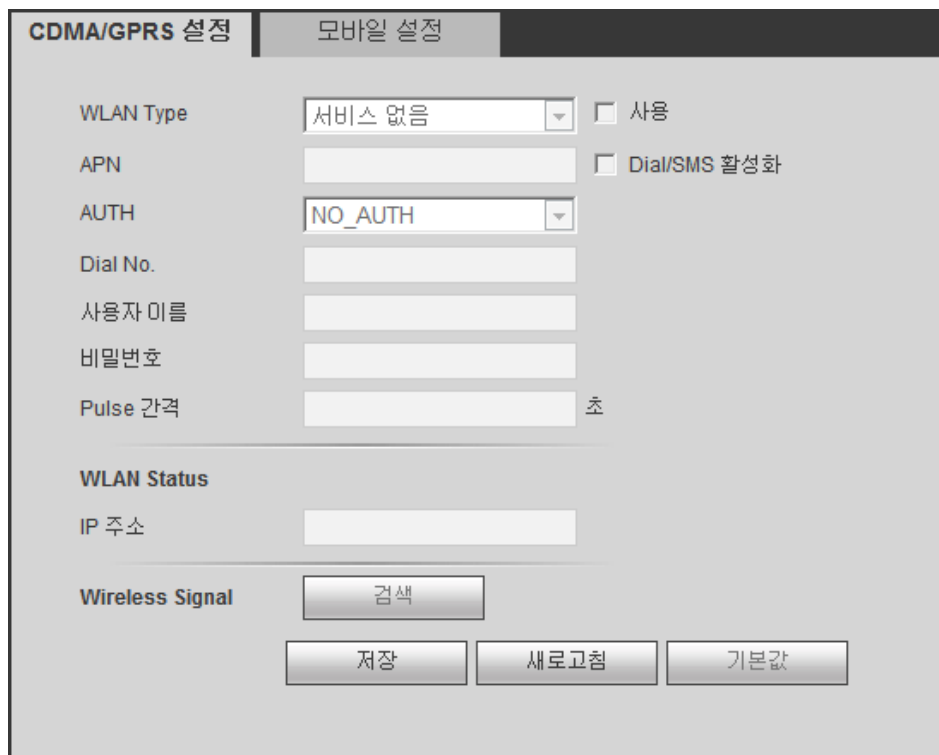 CDMA/GPRS 설정 모바일 설정
WLAN Type 서비스 없음 사용
APN Dial/SMS 활성화
AUTH NO_AUTH
Dial No.
사용자 이름
비밀번호
Pulse 간격 초
WLAN Status
IP 주소
Wireless Signal 검색
저장 새로고침 기본값